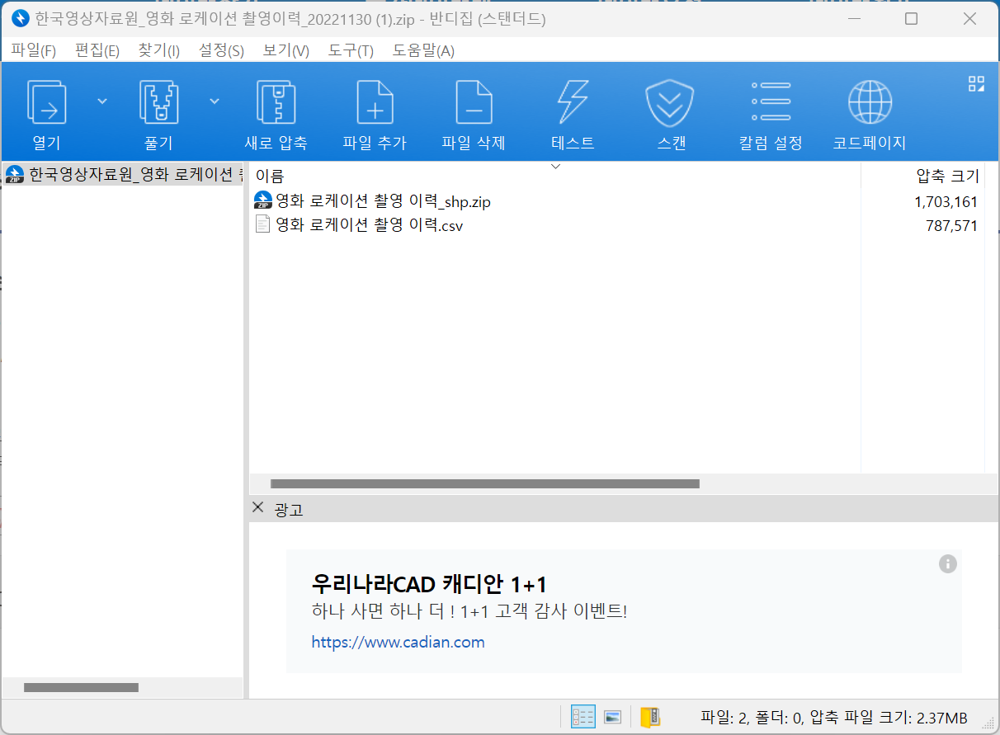 한국영상자료원_영화 로케이션 촬영이력_20221130 (1).zip - 반디집 (스탠더드)
파일(F) 편집(E) 찾기(I) 설정(S) 보기(V) 도구(T) 도움말(A)
열기 풀기 새로 압축 파일 추가 파일 삭제 테스트 스캔 칼럼 설정 코드페이지
한국영상자료원_영화 로케이션
이름 압축 크기
영화 로케이션 촬영 이력_shp.zip 1,703,161
영화 로케이션 촬영 이력.csv 787,571
광고
우리나라CAD 캐디안 1+1
하나 사면 하나 더 ! 1+1 고객 감사 이벤트!
https://www.cadian.com
파일: 2, 폴더: 0, 압축 파일 크기: 2.37MB